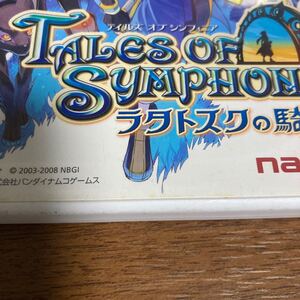 テイルズ オブ シンフォニア
TALES OF
SYMPHON
ラタトスクの騎
© 2003-2008 NBGI
式会社バンダイナムコゲームス
na